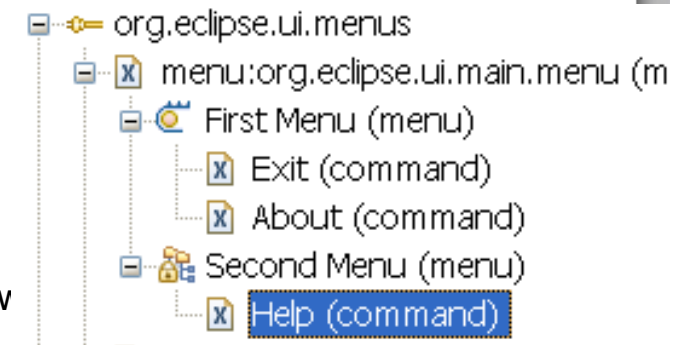 org.eclipse.ui.menus
menu:org.eclipse.ui.main.menu (m
First Menu (menu)
Exit (command)
About (command)
Second Menu (menu)
Help (command)